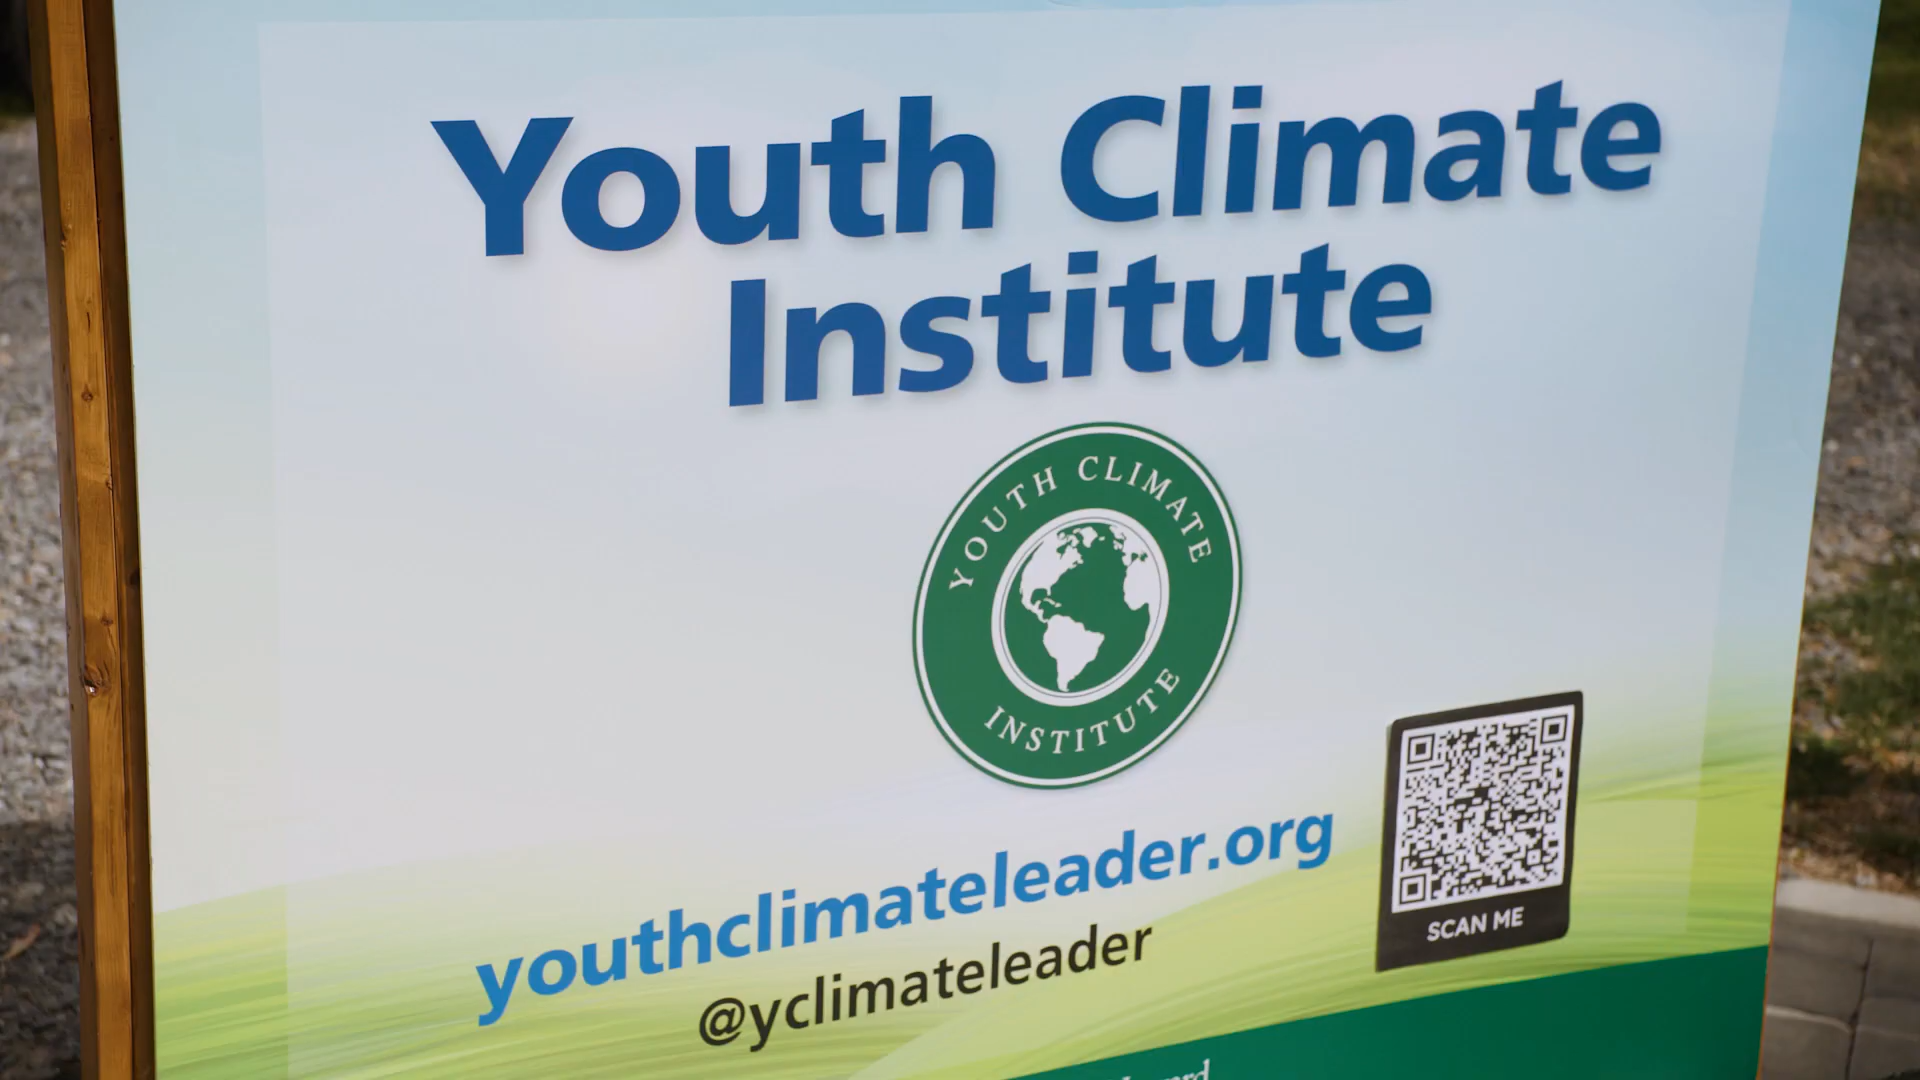 Youth Climate
Institute
YOUTH CLIMATE
INSTITUTE
youthclimateleader.org
@yclimateleader
SCAN ME